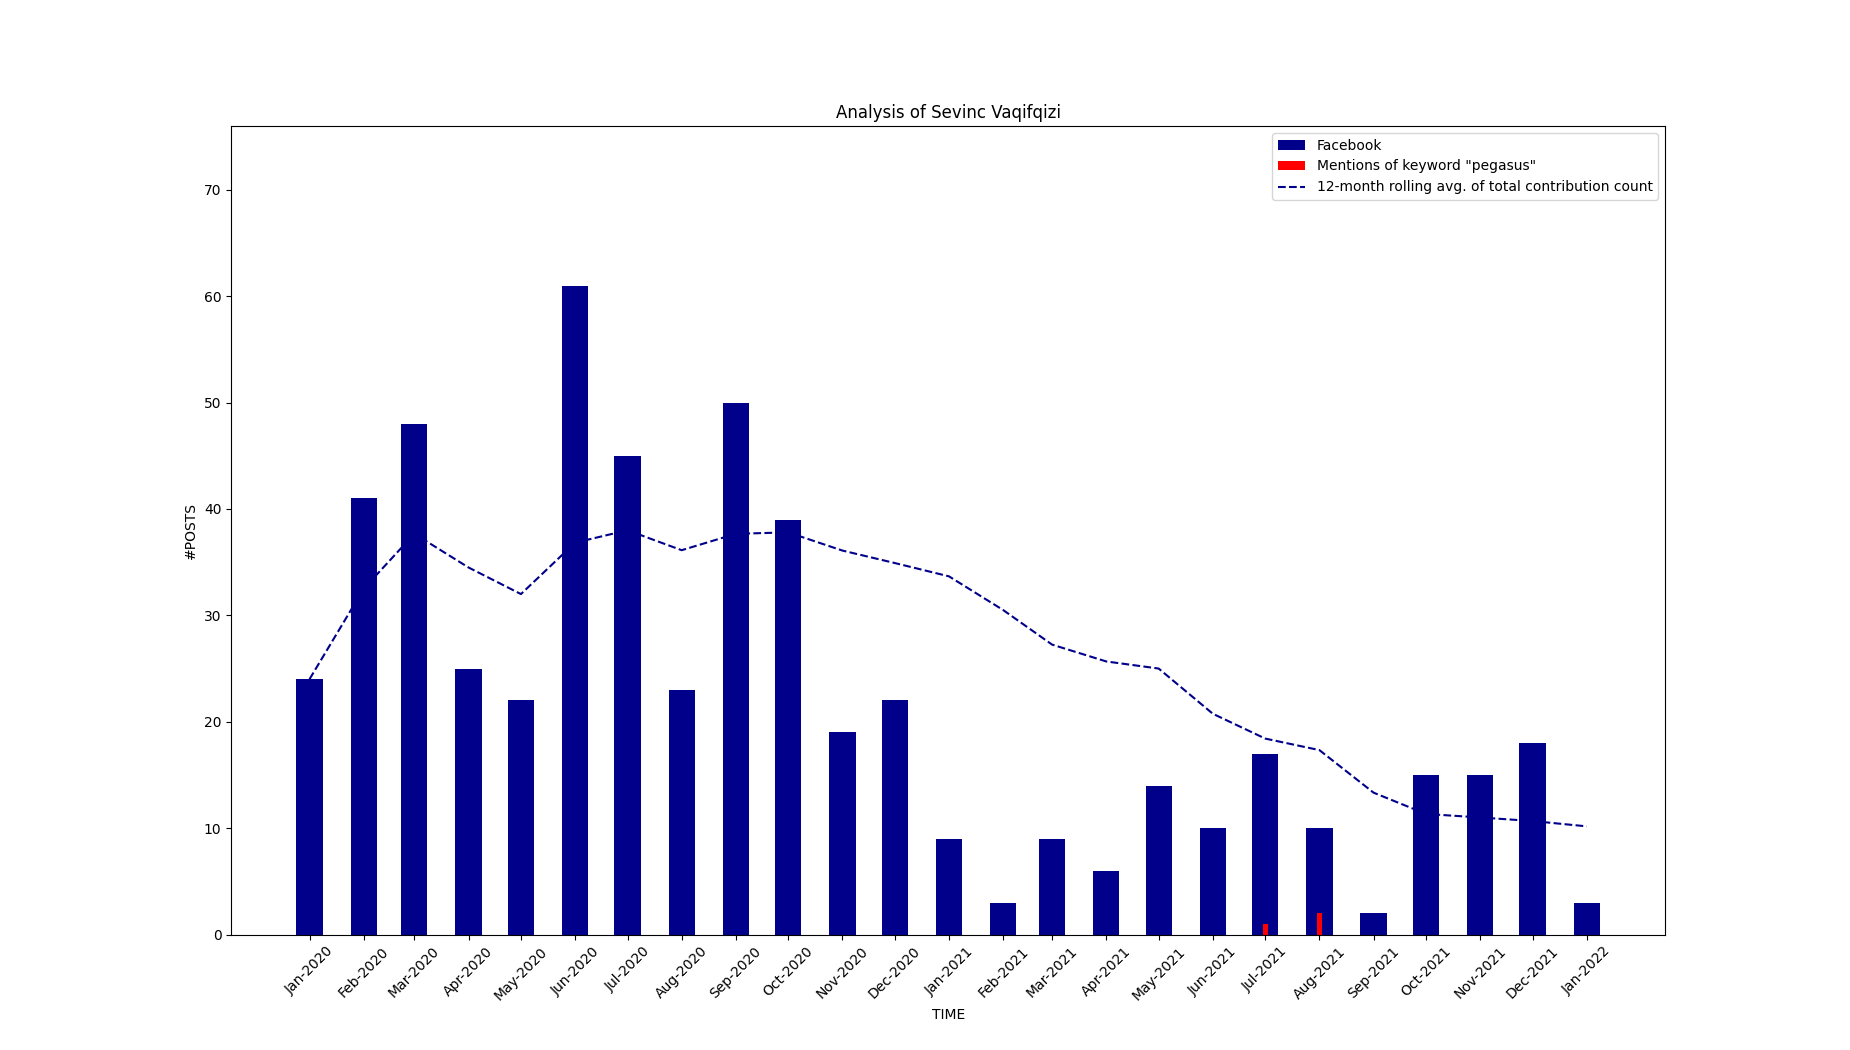 Analysis of Sevinc Vaqifqizi
Facebook
Mentions of keyword "pegasus"
12-month rolling avg. of total contribution count
#POSTS
70
60
50
40
30
20
10
0
Jan-2020
Feb-2020
Mar-2020
Apr-2020
May-2020
Jun-2020
Jul-2020
Aug-2020
Sep-2020
Oct-2020
Nov-2020
Dec-2020
Jan-2021
Feb-2021
Mar-2021
Apr-2021
May-2021
Jun-2021
Jul-2021
Aug-2021
Sep-2021
Oct-2021
Nov-2021
Dec-2021
Jan-2022
TIME